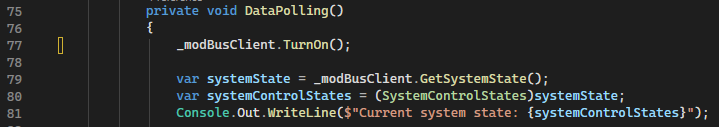 75 private void DataPolling()
76 {
77 _modBusClient.TurnOn();
78
79 var systemState = _modBusClient.GetSystemState();
80 var systemControlStates = (SystemControlStates)systemState;
81 Console.Out.WriteLine($"Current system state: {systemControlStates}");